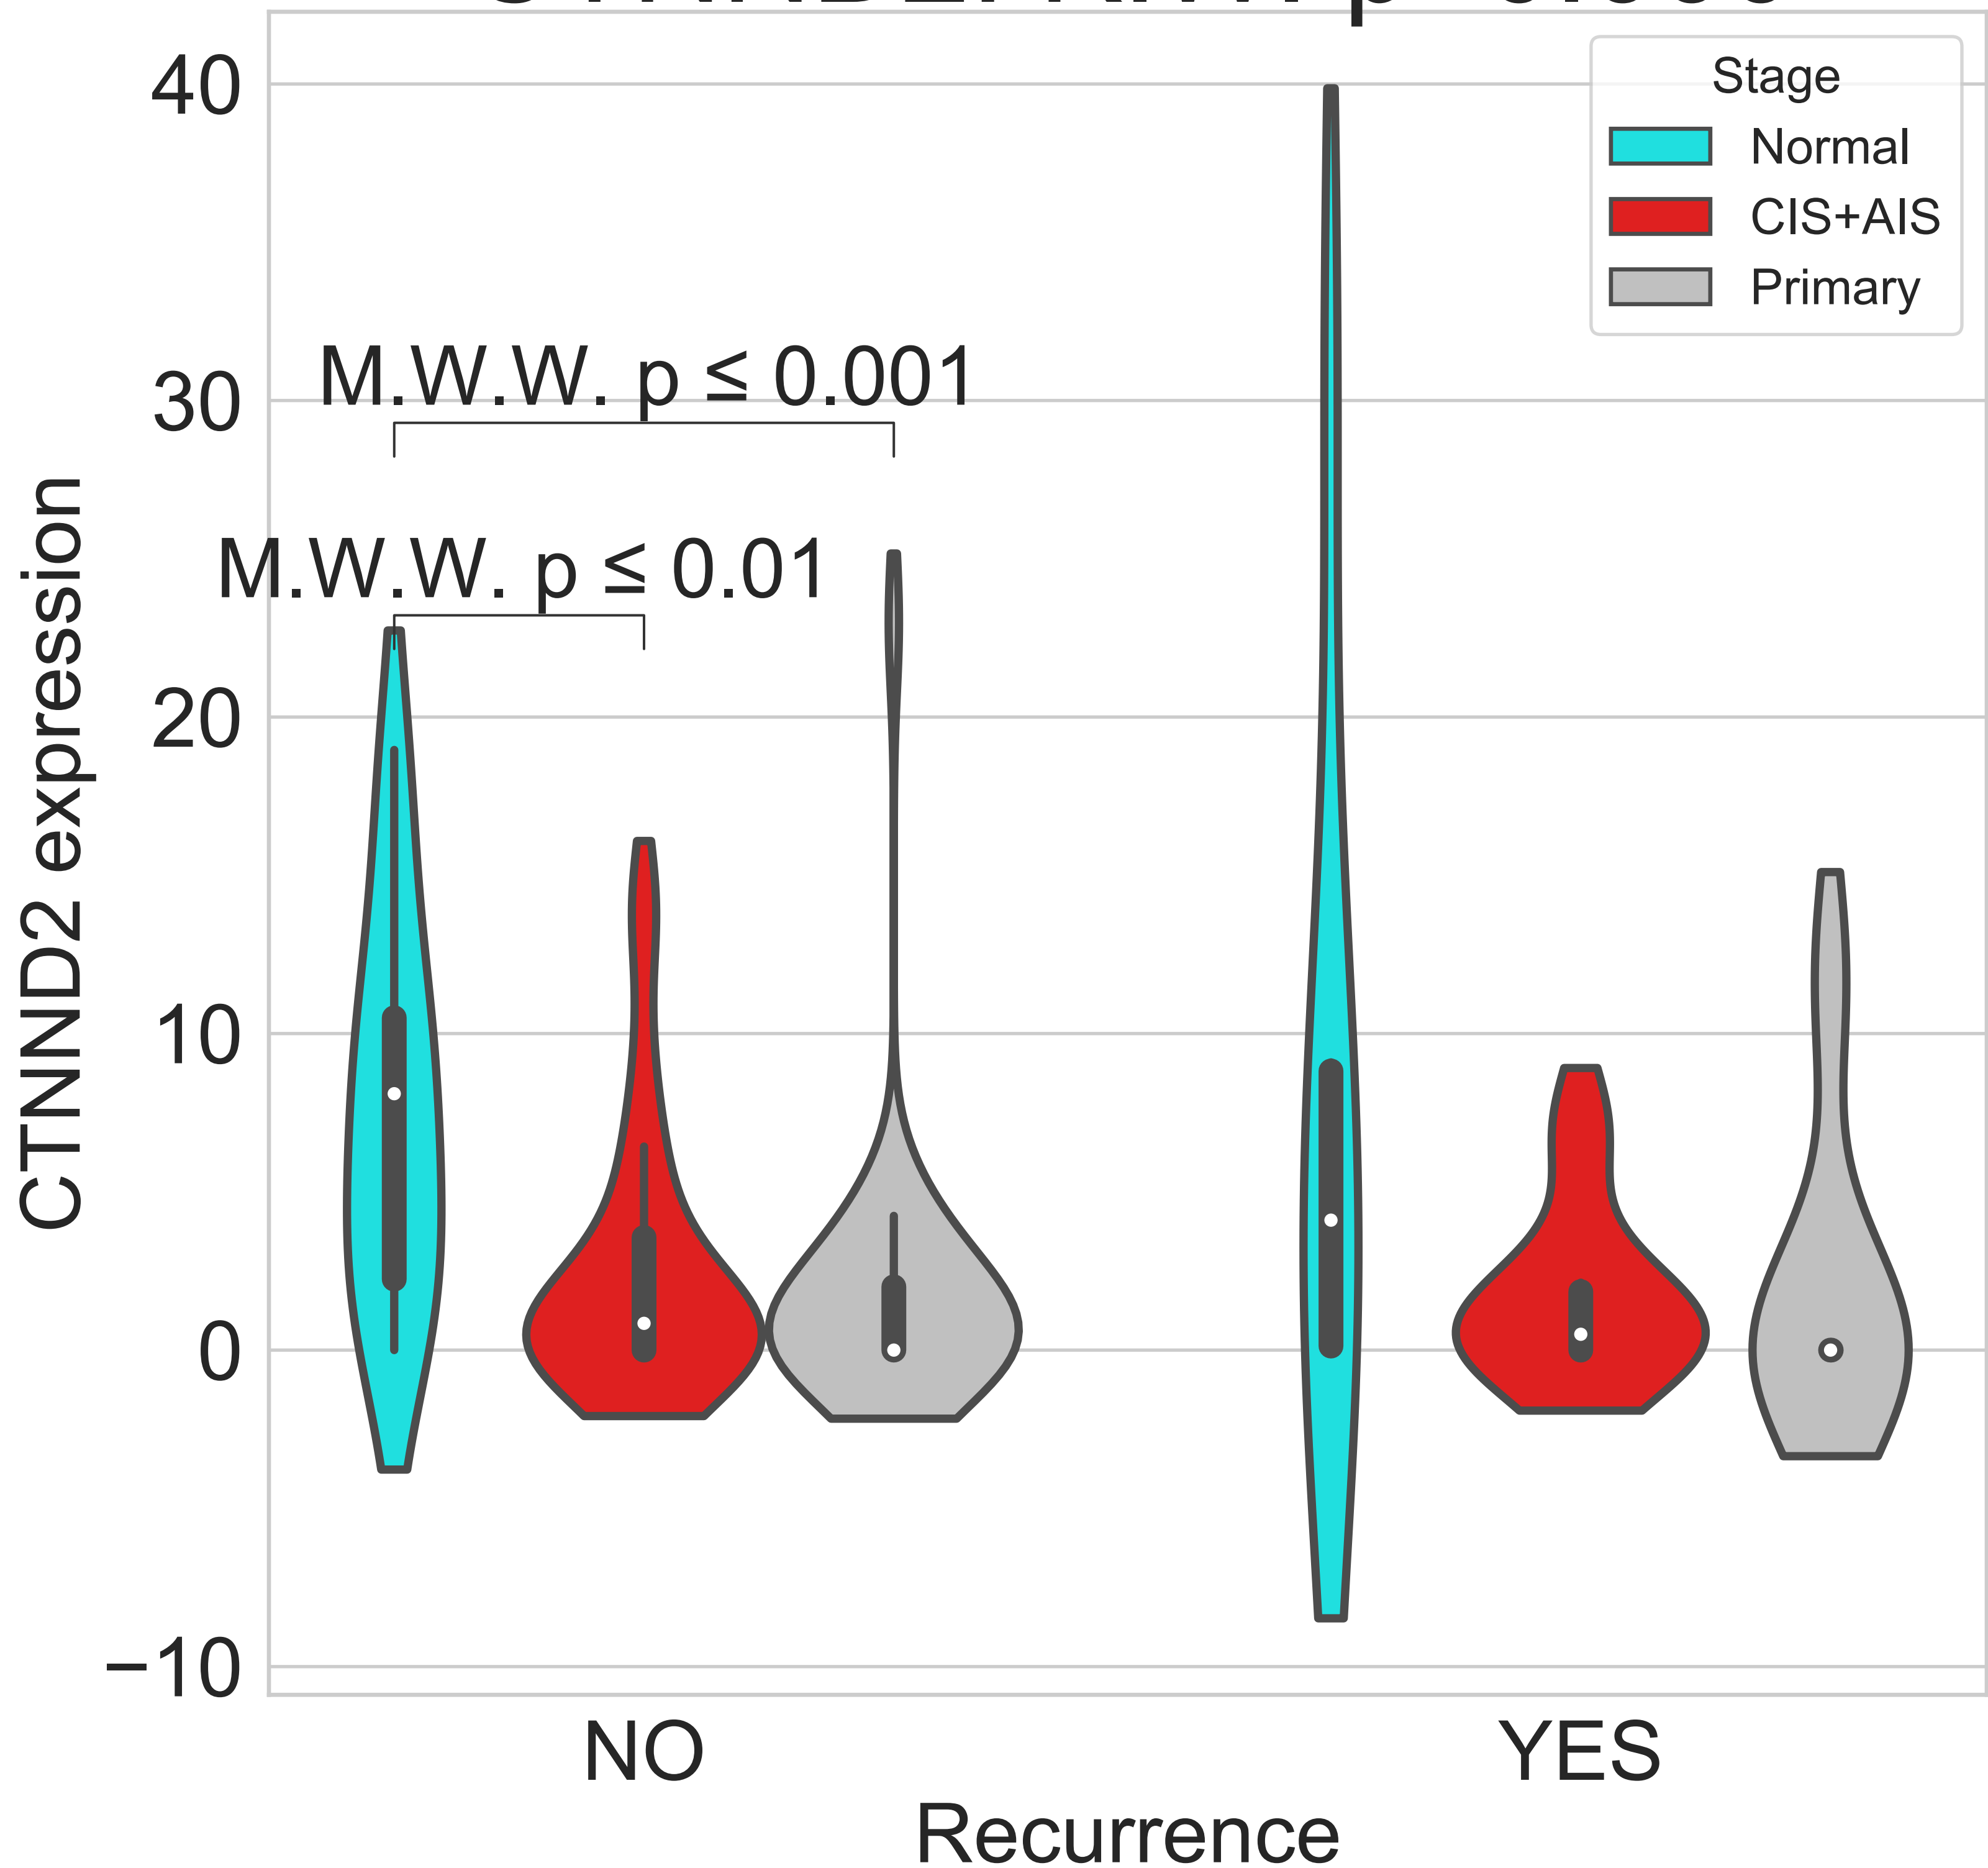 40
30
20
10
0
−10
CTNND2 expression
Stage
Normal
CIS+AIS
Primary
M.W.W. p ≤ 0.001
M.W.W. p ≤ 0.01
NO
YES
Recurrence